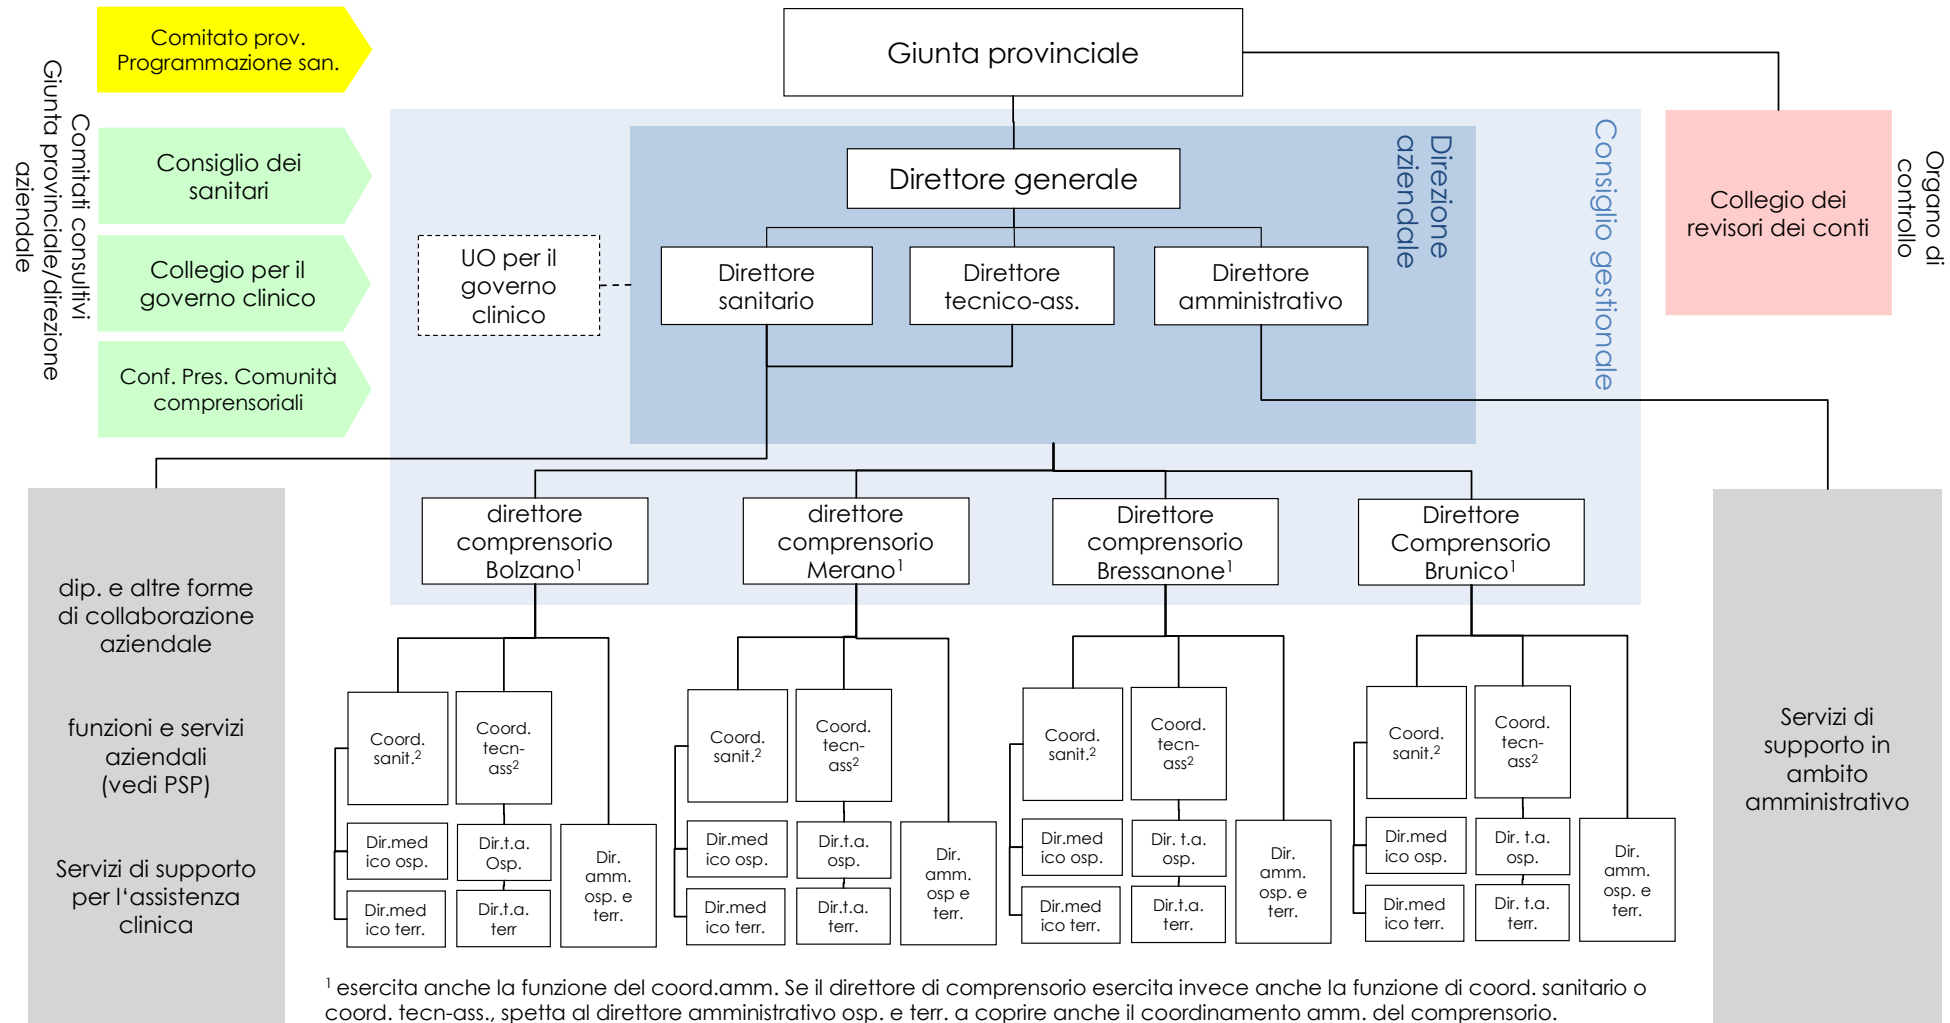 Comitato prov.
Programmazione san.
Giunta provinciale
Comitati consultivi
Giunta provinciale/direzione
aziendale
Consiglio dei
sanitari
Collegio per il
governo clinico
Conf. Pres. Comunità
comprensoriali
Direttore generale
Direzione
aziendale
Consiglio gestionale
Collegio dei
revisori dei conti
Organo di
controllo
UO per il
governo
clinico
Direttore
sanitario
Direttore
tecnico-ass.
Direttore
amministrativo
direttore
comprensorio
Bolzano¹
direttore
comprensorio
Merano¹
Direttore
comprensorio
Bressanone¹
Direttore
Comprensorio
Brunico¹
dip. e altre forme
di collaborazione
aziendale
funzioni e servizi
aziendali
(vedi PSP)
Servizi di supporto
per l‘assistenza
clinica
Coord.
sanit.²
Coord.
tecn-
ass²
Dir.med
ico osp.
Dir.t.a.
Osp.
Dir.med
ico terr.
Dir.t.a.
terr
Dir.
amm.
osp. e
terr.
Coord.
sanit.²
Coord.
tecn-
ass²
Dir.med
ico osp.
Dir.t.a.
osp.
Dir.med
ico terr.
Dir.t.a.
terr.
Dir.
amm.
osp e
terr.
Coord.
sanit.²
Coord.
tecn-
ass²
Dir.med
ico osp.
Dir. t.a.
osp.
Dir.med
ico terr.
Dir.t.a.
terr.
Dir.
amm.
osp. e
terr.
Coord.
sanit.²
Coord.
tecn-
ass²
Dir.med
ico osp.
Dir. t.a.
osp.
Dir.med
ico terr.
Dir. t.a.
terr.
Dir.
amm.
osp. e
terr.
Servizi di
supporto in
ambito
amministrativo
¹ esercita anche la funzione del coord.amm. Se il direttore di comprensorio esercita invece anche la funzione di coord. sanitario o
coord. tecn-ass., spetta al direttore amministrativo osp. e terr. a coprire anche il coordinamento amm. del comprensorio.